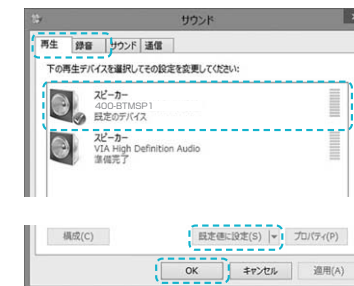 サウンド
再生 録音 サウンド 通信
下の再生デバイスを選択してその設定を変更してください:
スピーカー
400-BTMSP1
既定のデバイス
スピーカー
VIA High Definition Audio
準備完了
構成(C) 既定値に設定(S) プロパティ(P)
OK キャンセル 適用(A)